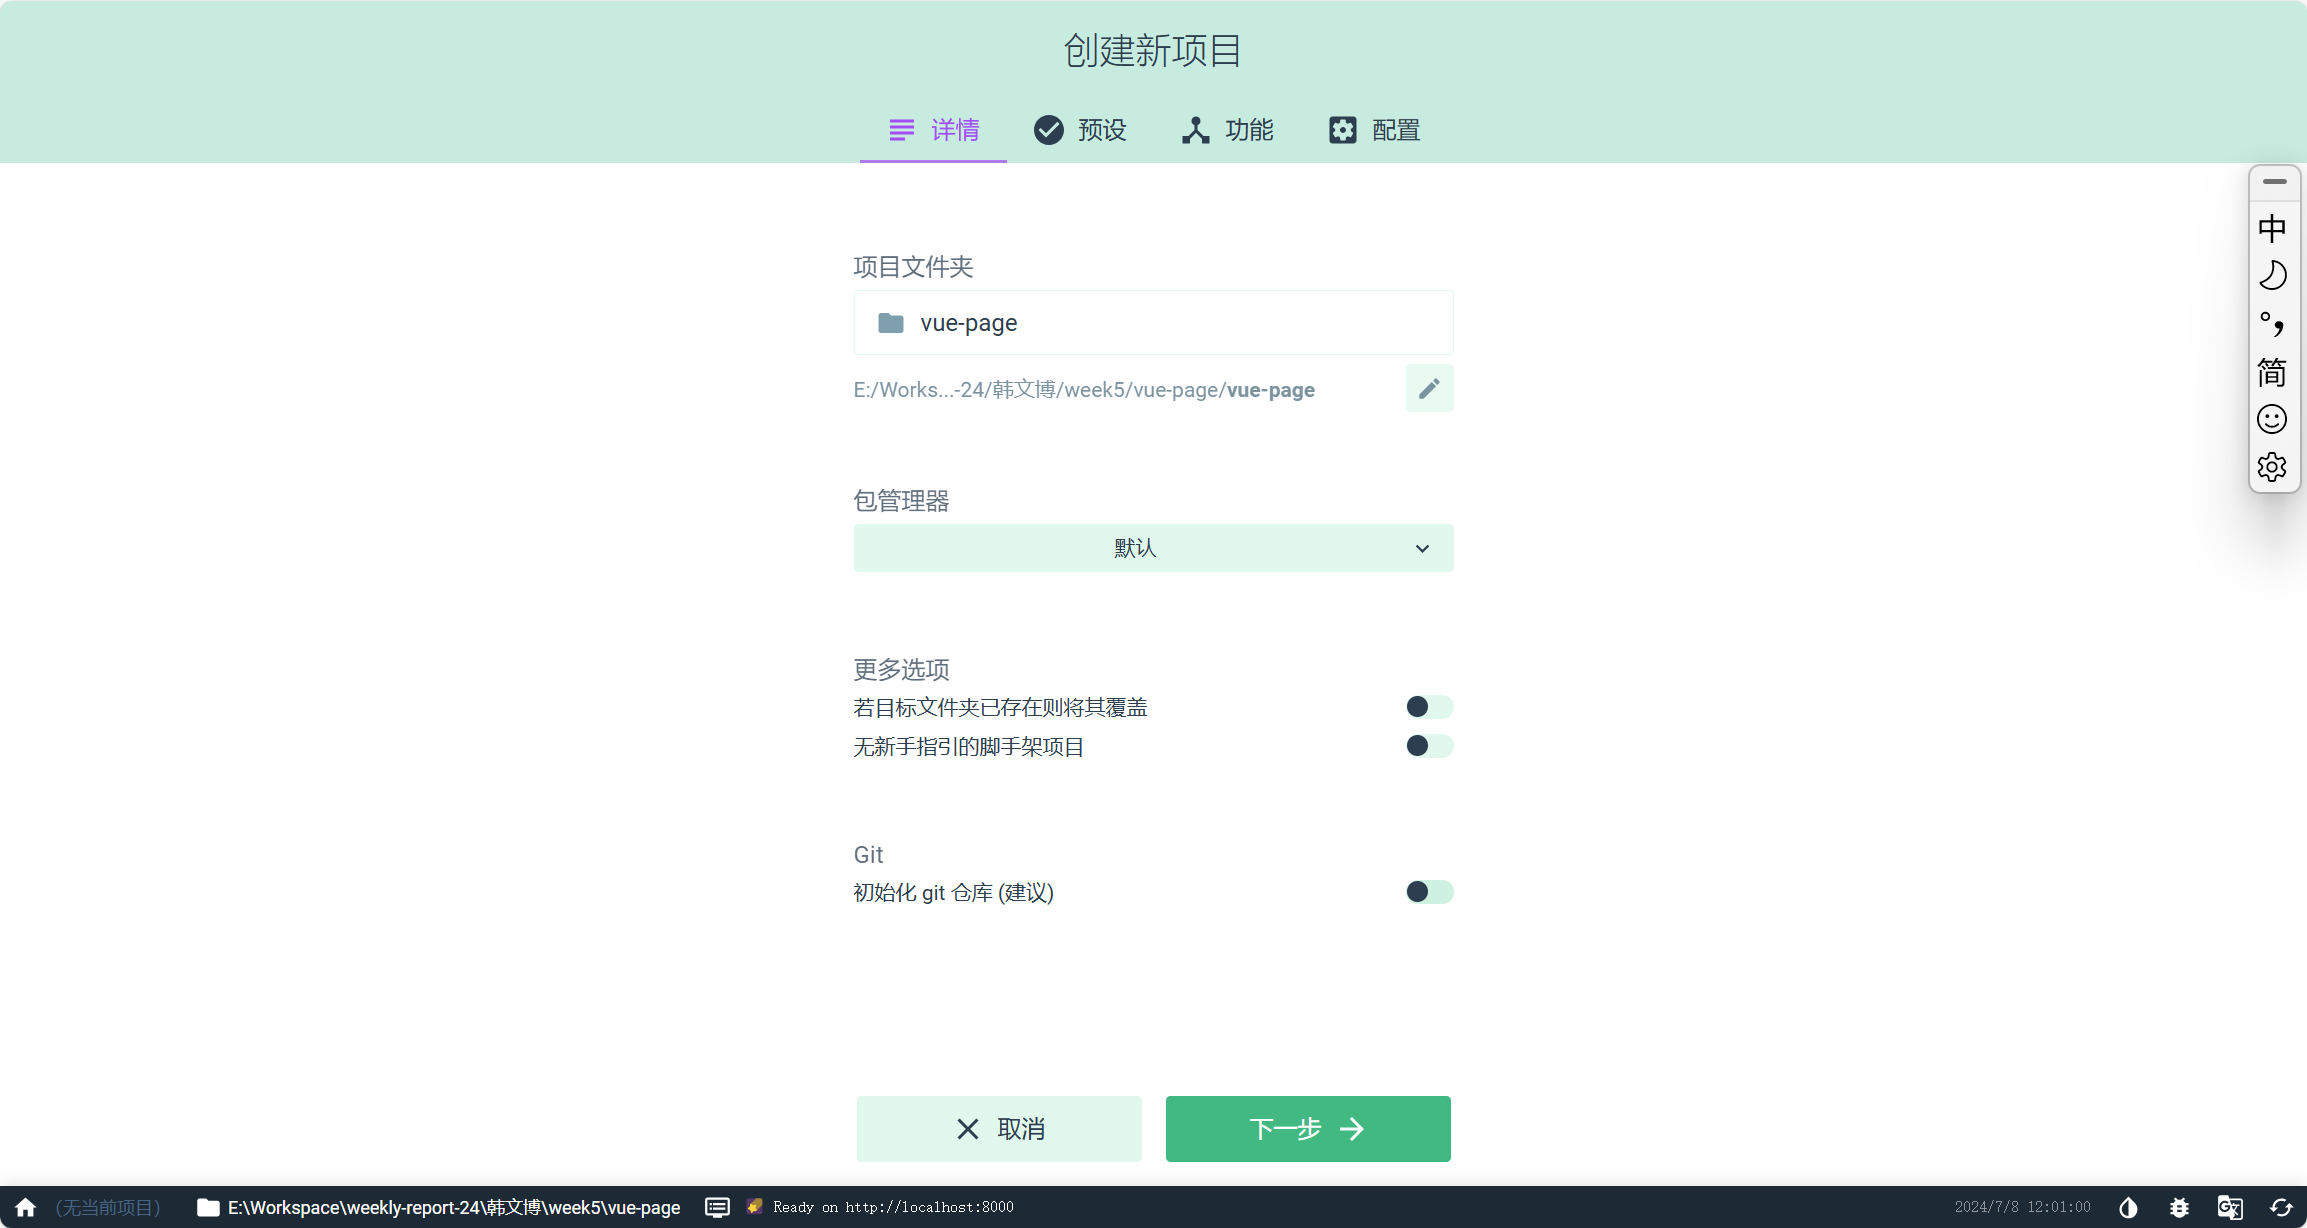 创建新项目
详情 预设 功能 配置
项目文件夹
vue-page
E:/Works...-24/韩文博/week5/vue-page/vue-page
包管理器
默认
更多选项
若目标文件夹已存在则将其覆盖
无新手指引的脚手架项目
Git
初始化 git 仓库 (建议)
取消 下一步
中
简
(无当前项目) E:\Workspace\weekly-report-24\韩文博\week5\vue-page Ready on http://localhost:8000 2024/7/8 12:01:00